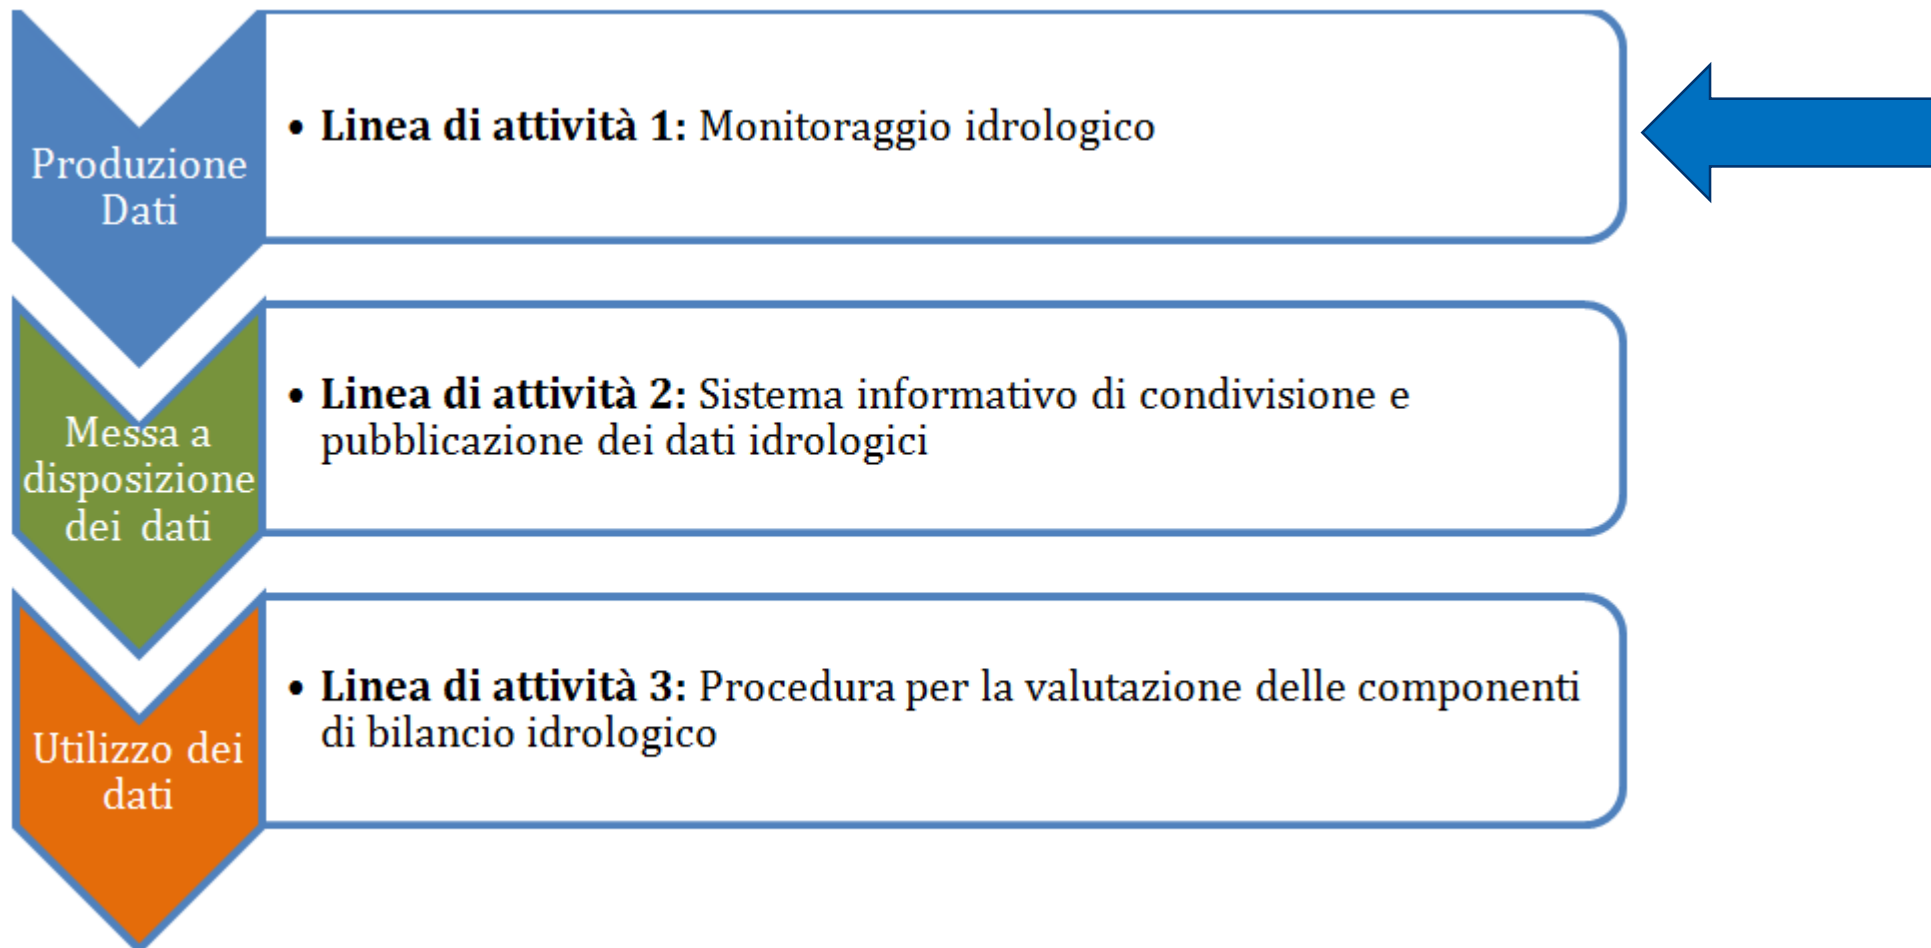 Produzione
Dati
• Linea di attività 1: Monitoraggio idrologico
Messa a
disposizione
dei dati
• Linea di attività 2: Sistema informativo di condivisione e
pubblicazione dei dati idrologici
Utilizzo dei
dati
• Linea di attività 3: Procedura per la valutazione delle componenti
di bilancio idrologico